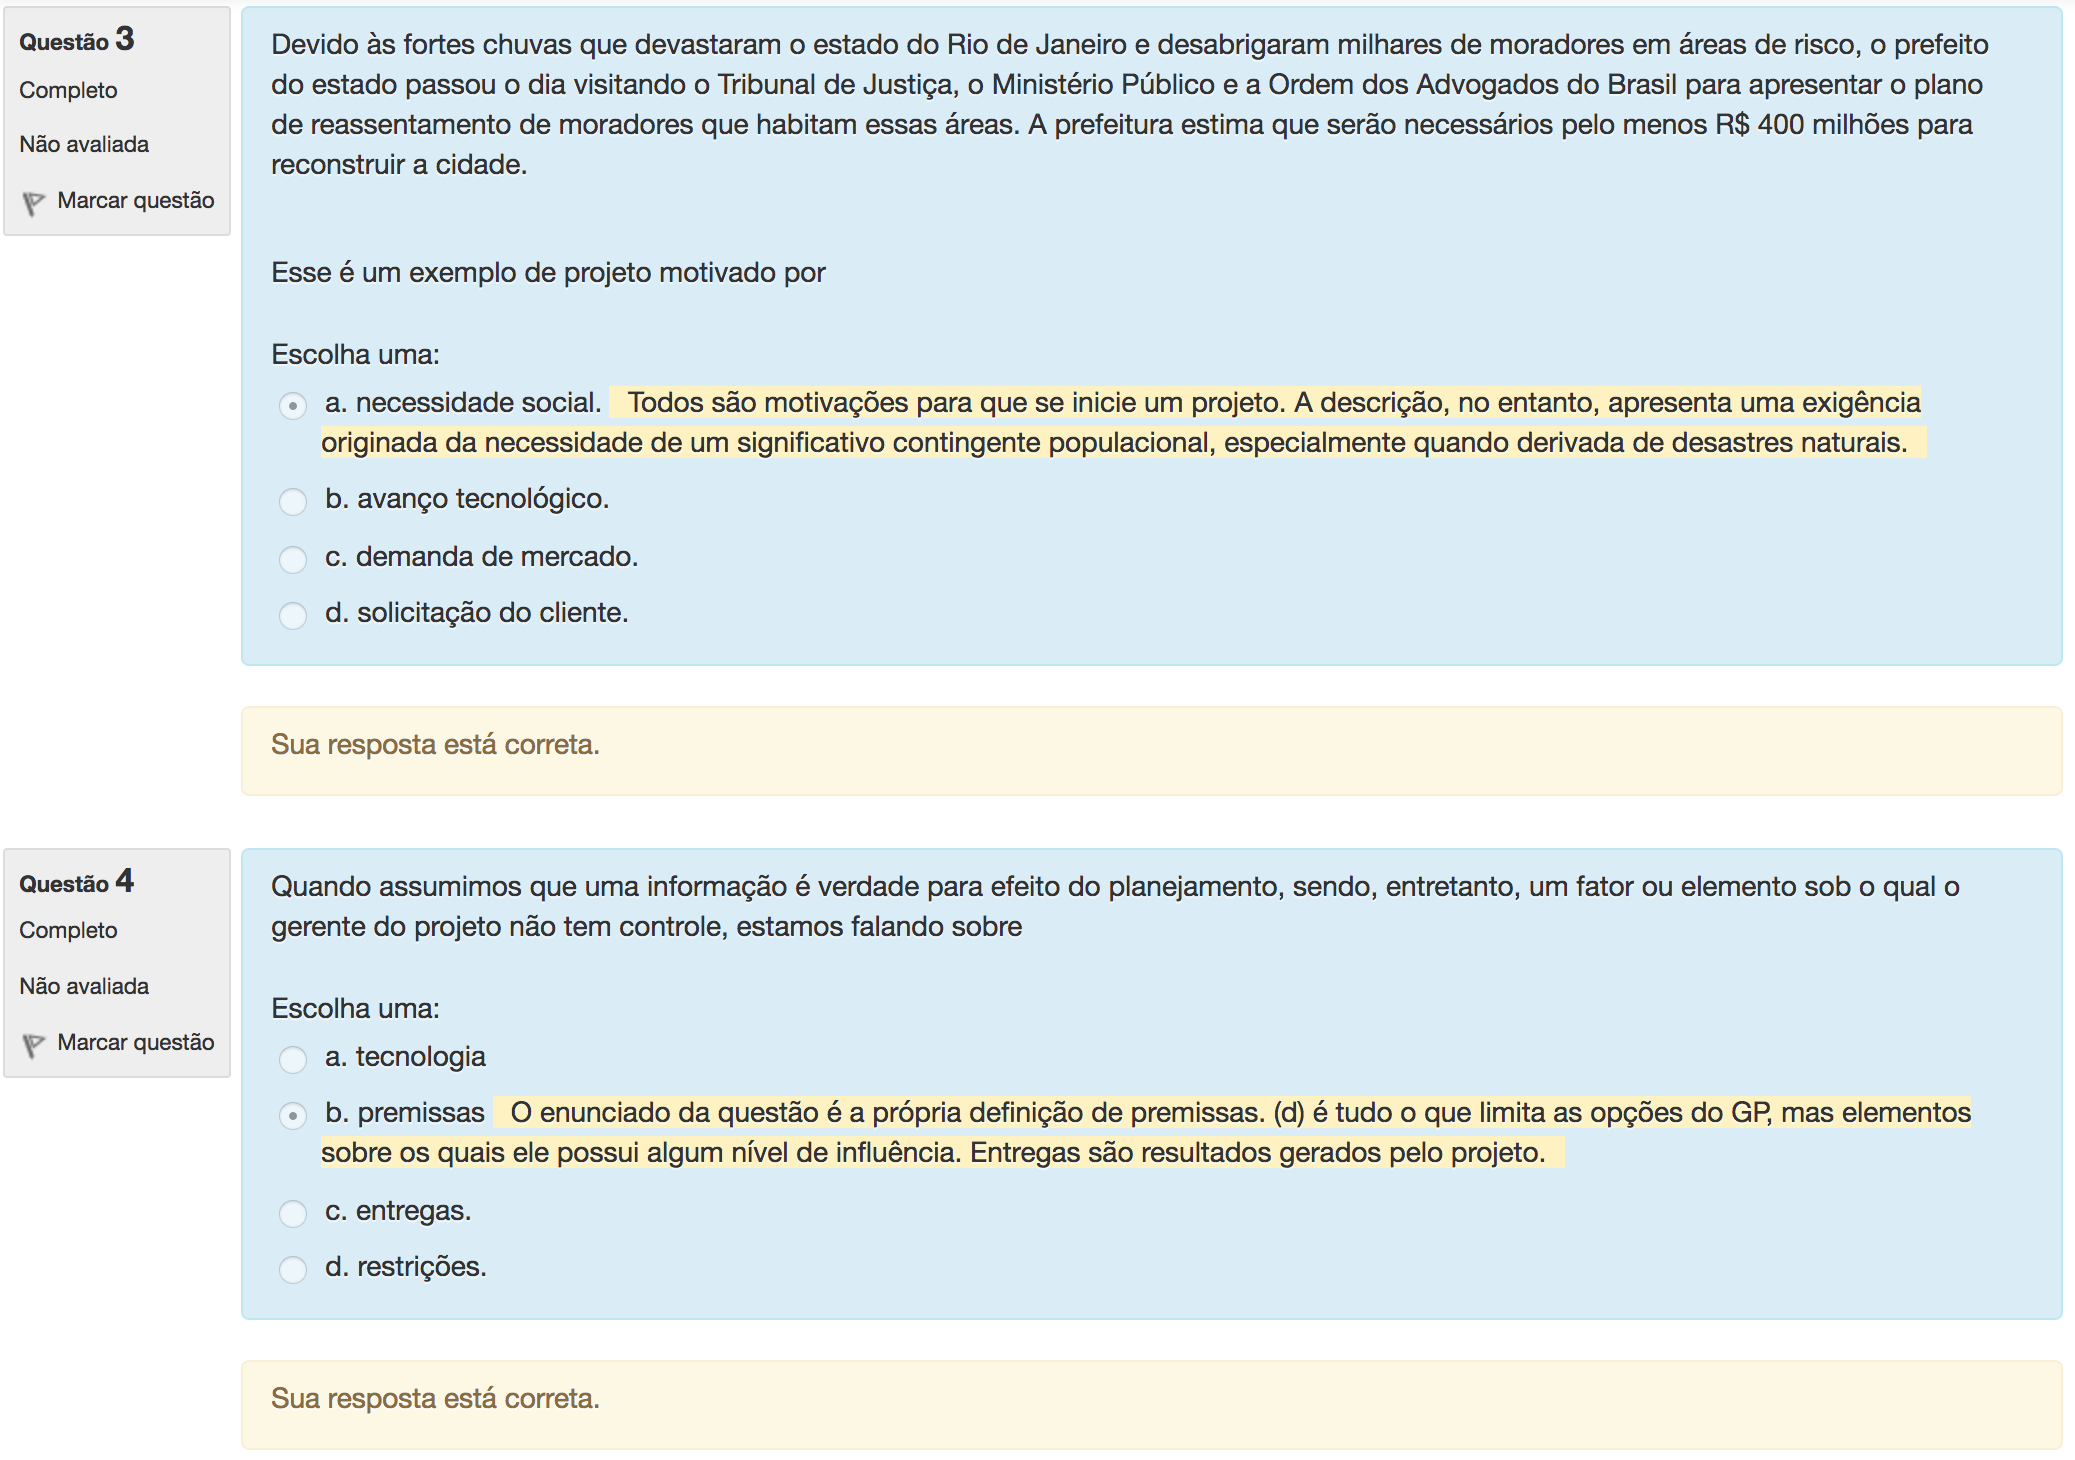 Questão 3
Completo
Não avaliada
Marcar questão
Devido às fortes chuvas que devastaram o estado do Rio de Janeiro e desabrigaram milhares de moradores em áreas de risco, o prefeito
do estado passou o dia visitando o Tribunal de Justiça, o Ministério Público e a Ordem dos Advogados do Brasil para apresentar o plano
de reassentamento de moradores que habitam essas áreas. A prefeitura estima que serão necessários pelo menos R$ 400 milhões para
reconstruir a cidade.
Esse é um exemplo de projeto motivado por
Escolha uma:
a. necessidade social. Todos são motivações para que se inicie um projeto. A descrição, no entanto, apresenta uma exigência
originada da necessidade de um significativo contingente populacional, especialmente quando derivada de desastres naturais.
b. avanço tecnológico.
c. demanda de mercado.
d. solicitação do cliente.
Sua resposta está correta.
Questão 4
Completo
Não avaliada
Marcar questão
Quando assumimos que uma informação é verdade para efeito do planejamento, sendo, entretanto, um fator ou elemento sob o qual o
gerente do projeto não tem controle, estamos falando sobre
Escolha uma:
a. tecnologia
b. premissas O enunciado da questão é a própria definição de premissas. (d) é tudo o que limita as opções do GP, mas elementos
sobre os quais ele possui algum nível de influência. Entregas são resultados gerados pelo projeto.
c. entregas.
d. restrições.
Sua resposta está correta.